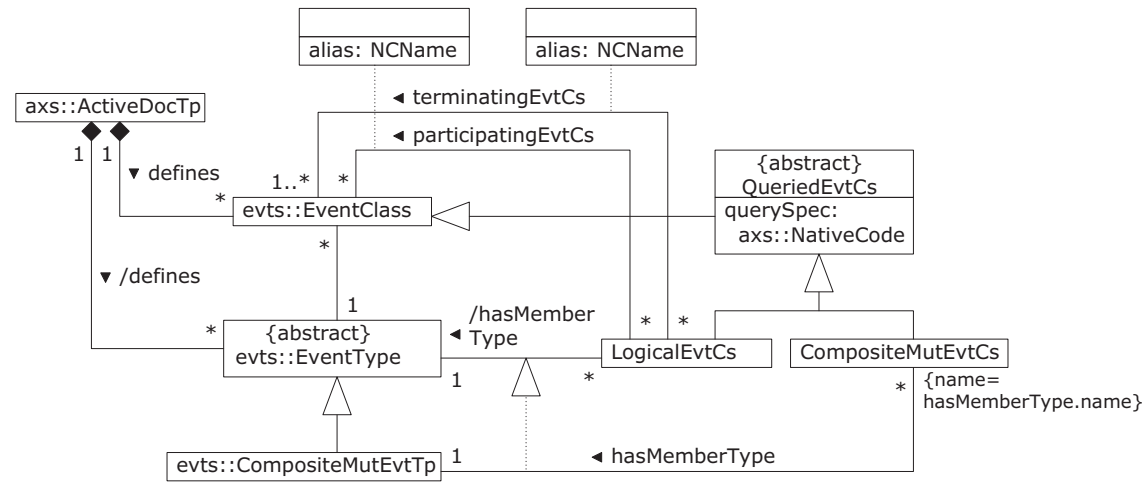 alias: NCName
alias: NCName
axs::ActiveDocTp
◄ terminatingEvtCs
1
1
◄ participatingEvtCs
▼ defines
1..*
*
{abstract}
QueriedEvtCs
*
evts::EventClass
querySpec:
axs::NativeCode
*
▼ /defines
1
/hasMember
◄ Type
*
*
*
{abstract}
evts::EventType
LogicalEvtCs
CompositeMutEvtCs
1
*
*
{name=
hasMemberType.name}
evts::CompositeMutEvtTp
1
◄ hasMemberType